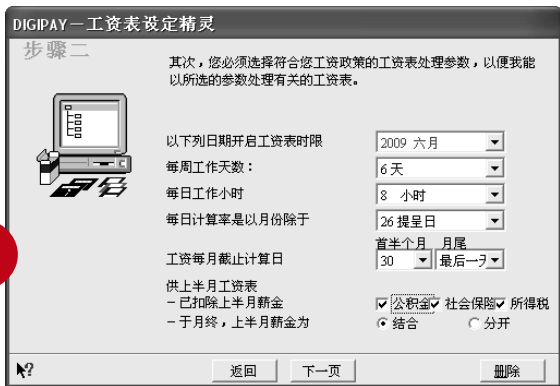 DIGIPAY－工资表设定精灵
步骤二
其次，您必须选择符合您工资政策的工资表处理参数，以便我能
以所选的参数处理有关的工资表。
以下列日期开启工资表时限 2009 六月
每周工作天数： 6 天
每日工作小时 8 小时
每日计算率是以月份除于 26 提呈日
首半个月 月尾
工资每月截止计算日 30 最后一天
供上半月工资表
－已扣除上半月薪金 公积金 社会保险 所得税
－于月终，上半月薪金为 结合 分开
返回 下一页 删除